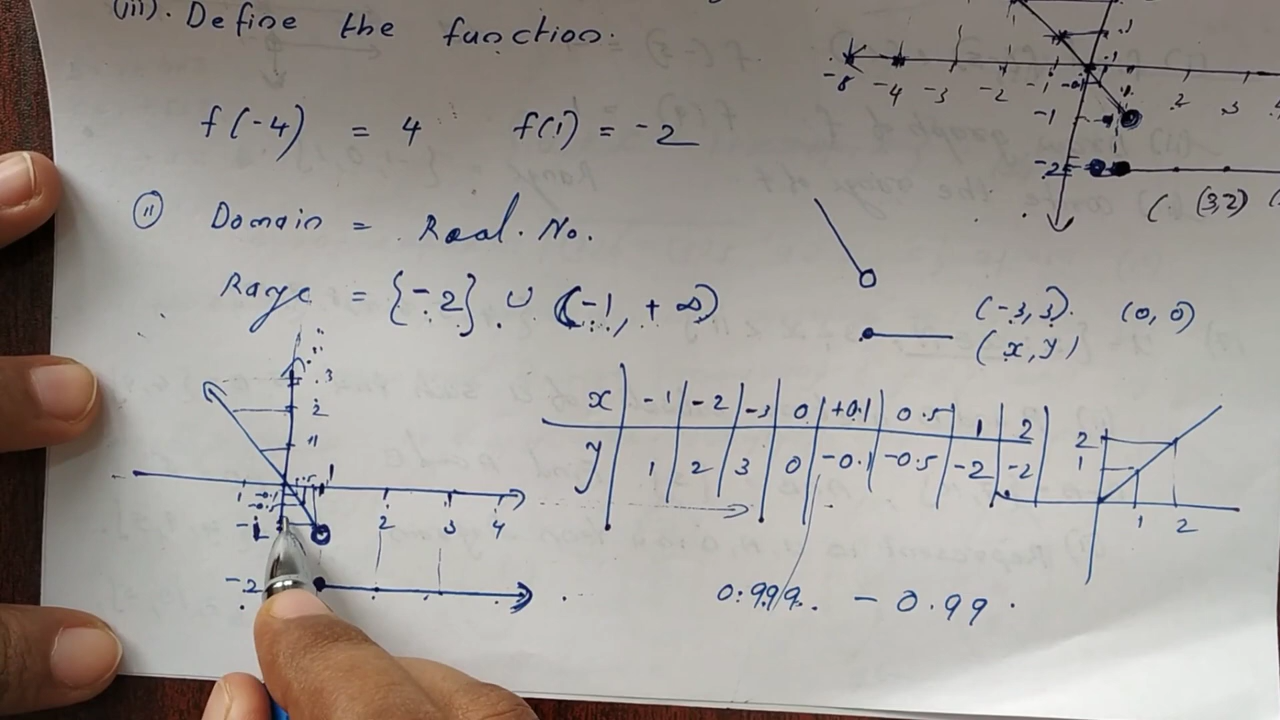 (iii). Define the function.
f(-4) = 4 f(1) = -2
(ii) Domain = Real. No.
Range = {-2} ∪ (-1, +∞)
-8 -4 -3 -2 -1 2 3
-1
-2
( (3,2) (
(-3,3). (0,0)
(x, y)
x -1 -2 -3 0 +0.1 0.5 1 2
y 1 2 3 0 -0.1 -0.5 -2 -2
0.999. - 0.99.
3
2
1
1 2 3 4
-1
-2
2
1
1 2